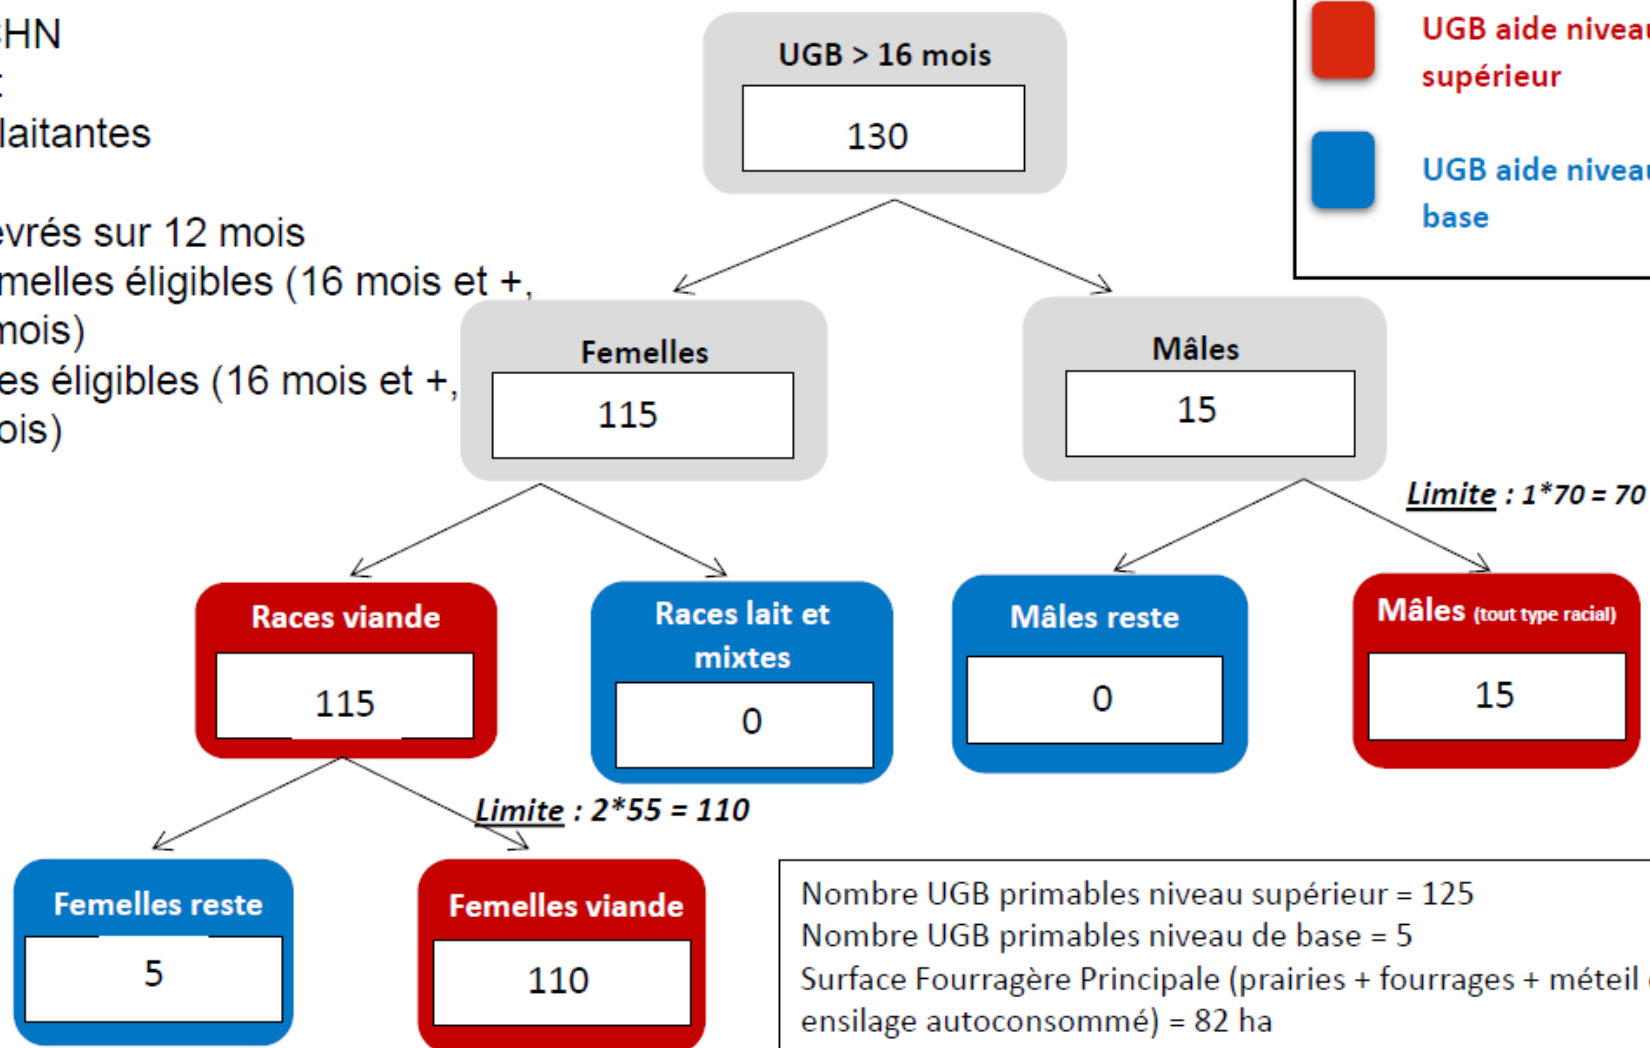 CHN
laitantes
evrés sur 12 mois
melles éligibles (16 mois et +,
mois)
es éligibles (16 mois et +,
ois)
UGB > 16 mois
130
UGB aide niveau
supérieur
UGB aide niveau
base
Femelles
115
Mâles
15
Limite : 1*70 = 70
Races viande
115
Races lait et
mixtes
0
Mâles reste
0
Mâles (tout type racial)
15
Limite : 2*55 = 110
Femelles reste
5
Femelles viande
110
Nombre UGB primables niveau supérieur = 125
Nombre UGB primables niveau de base = 5
Surface Fourragère Principale (prairies + fourrages + méteil
ensilage autoconsommé) = 82 ha